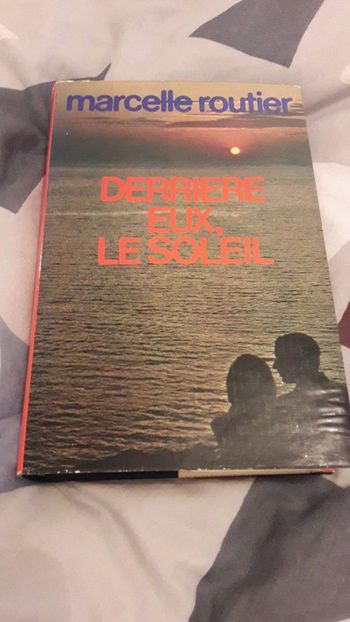 marcelle routier
DERRIERE
EUX,
LE SOLEIL